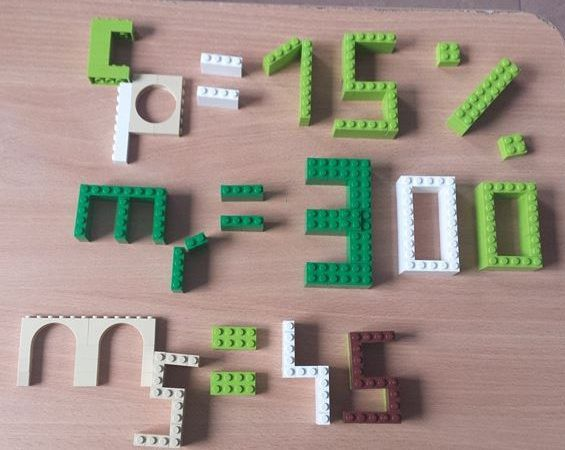 Cp = 15%
mr = 300
ms = 45